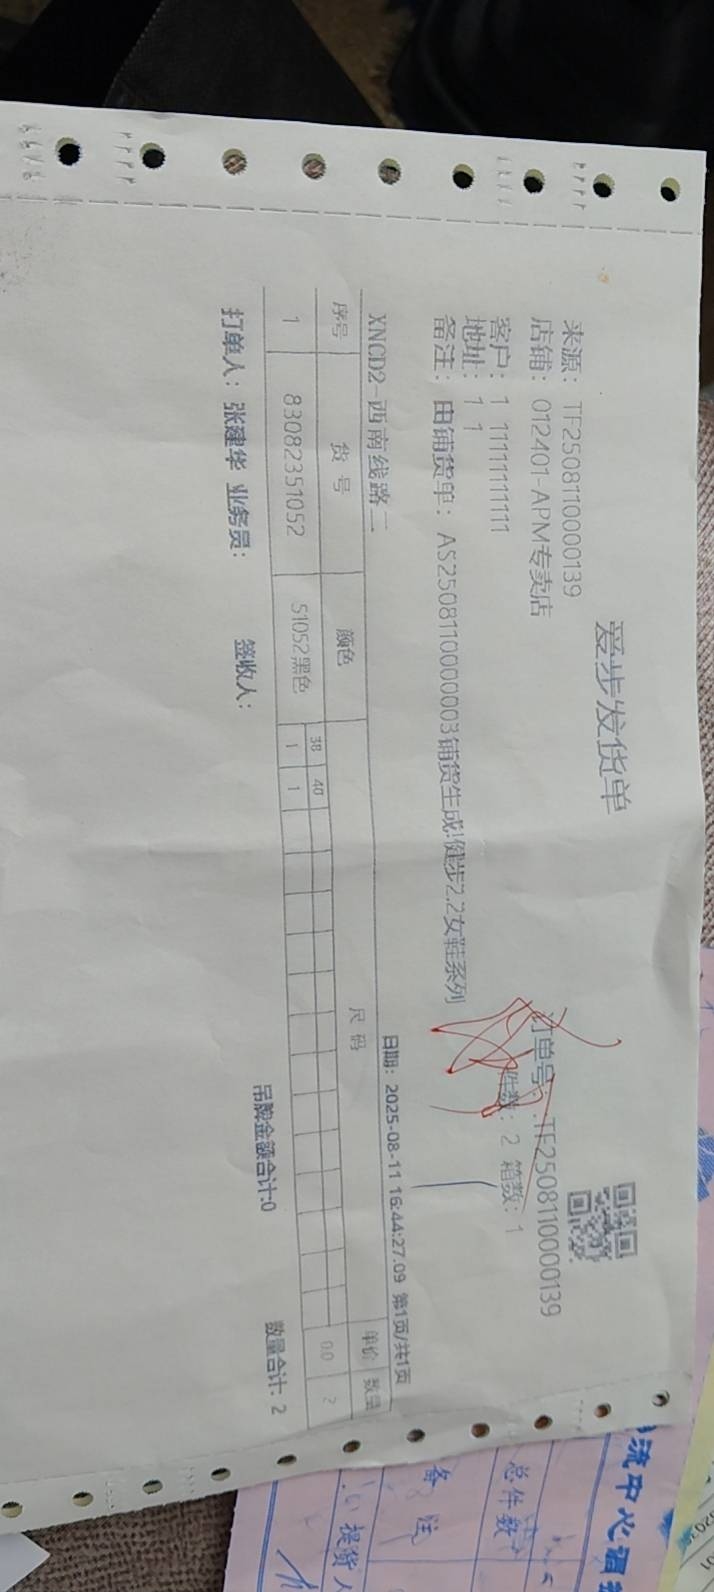 爱步发货单
来源：TF2508110000139
订单号：TF2508110000139
店铺：012401-APM专卖店
件数：2 箱数：1
客户：1 11111111111
地址：1 1
备注：由铺货单：AS2508110000003铺货生成!健步2.2女鞋系列
XNCD2-西南线路二
日期：2025-08-11 16:44:27.09 第1页/共1页
序号 货号 颜色 尺码 单价 数量
38 40
1 83082351052 51052黑色 1 1 0.0 2
吊牌金额合计:0
数量合计: 2
打单人：张建华 业务员： 签收人：
流中心
总件数
备注
提货人